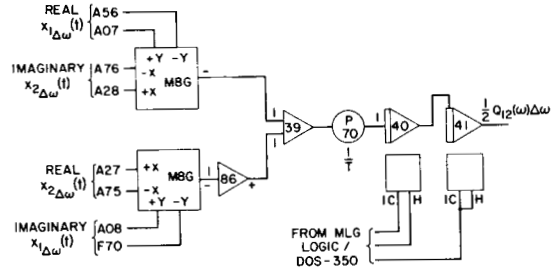 REAL
x1Δω(t)
A56
A07
+Y -Y
IMAGINARY
x2Δω(t)
A76
A28
-X
+X
M8G
-
1
1
39
P
70
1/T
1
40
41
½ Q12(ω)Δω
REAL
x2Δω(t)
A27
A75
+X
-X
M8G
+Y -Y
1
-
86
+
IMAGINARY
x1Δω(t)
A08
F70
IC H
IC H
FROM MLG
LOGIC /
DOS-350